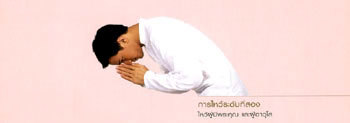 การไหว้ระดับที่สอง
ไหว้ผู้มีพระคุณ และผู้อาวุโส